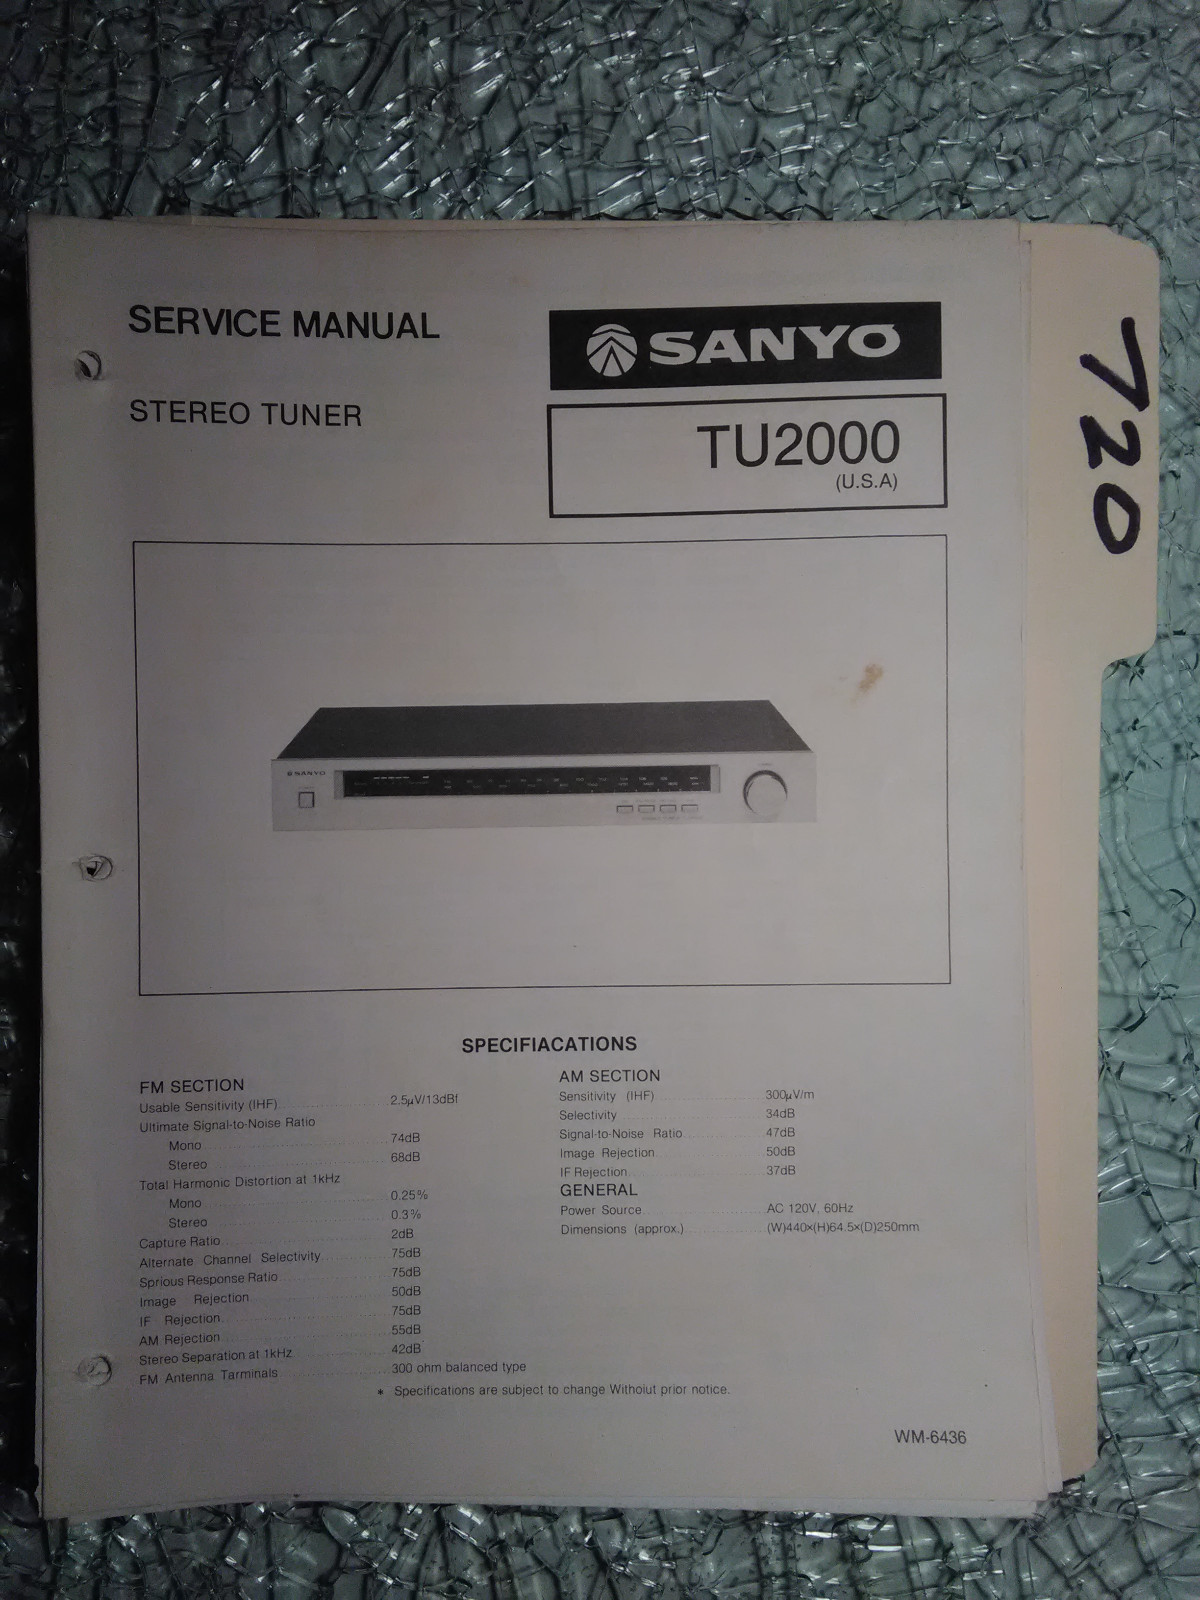 SERVICE MANUAL
SANYO
STEREO TUNER
TU2000
(U.S.A)
720
SANYO
SPECIFIACATIONS
FM SECTION
Usable Sensitivity (IHF) 2.5μV/13dBf
Ultimate Signal-to-Noise Ratio
Mono 74dB
Stereo 68dB
Total Harmonic Distortion at 1kHz
Mono 0.25%
Stereo 0.3%
Capture Ratio 2dB
Alternate Channel Selectivity 75dB
Sprious Response Ratio 75dB
Image Rejection 50dB
IF Rejection 75dB
AM Rejection 55dB
Stereo Separation at 1kHz 42dB
FM Antenna Tarminals 300 ohm balanced type
AM SECTION
Sensitivity (IHF) 300μV/m
Selectivity 34dB
Signal-to-Noise Ratio 47dB
Image Rejection 50dB
IF Rejection 37dB
GENERAL
Power Source AC 120V, 60Hz
Dimensions (approx.) (W)440×(H)64.5×(D)250mm
* Specifications are subject to change Withoiut prior notice.
WM-6436